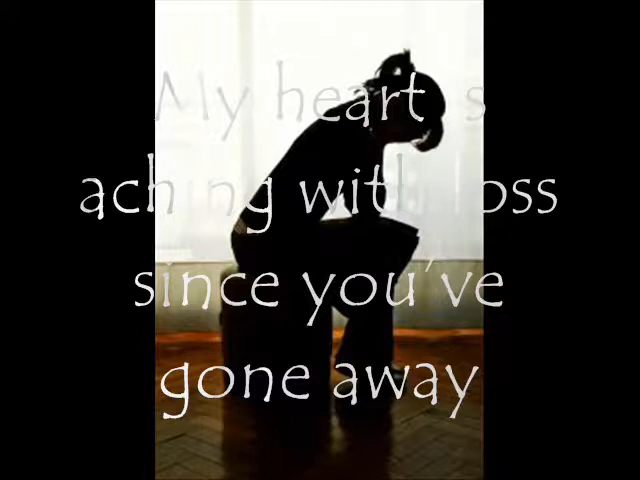 My heart is
aching with loss
since you've
gone away